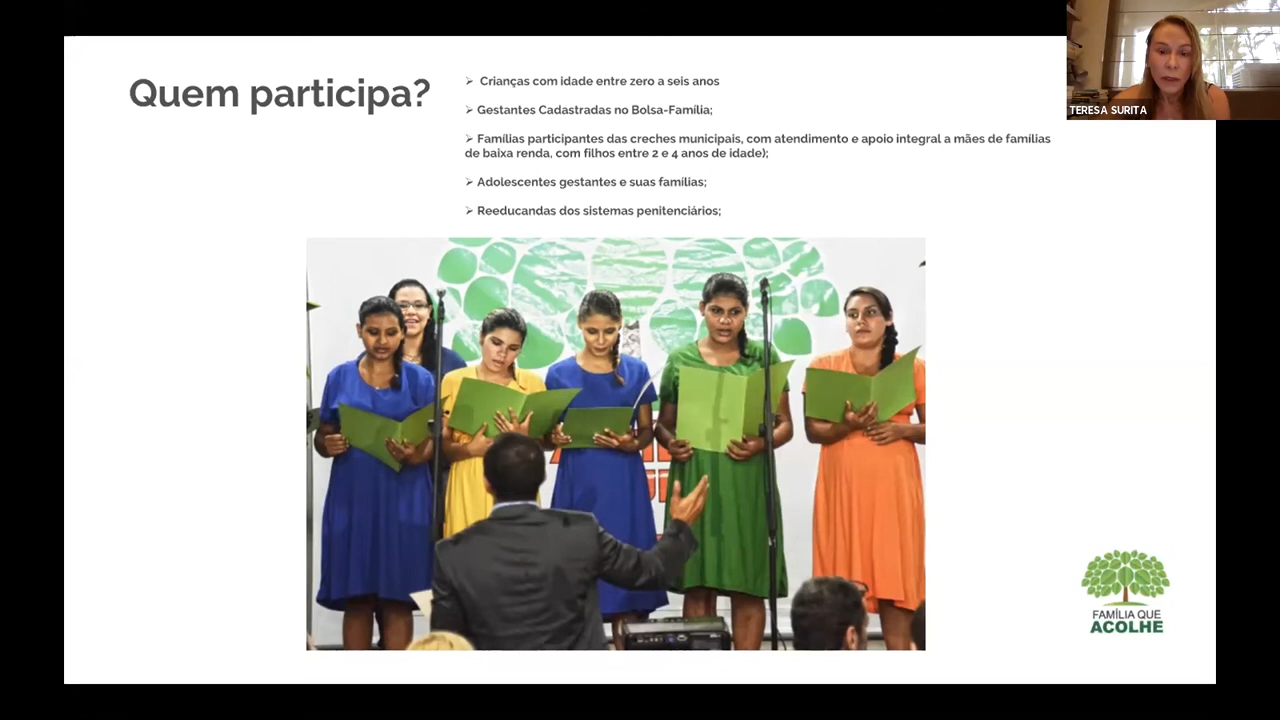 Quem participa?
➢ Crianças com idade entre zero a seis anos
➢ Gestantes Cadastradas no Bolsa-Família;
➢ Famílias participantes das creches municipais, com atendimento e apoio integral a mães de famílias
de baixa renda, com filhos entre 2 e 4 anos de idade);
➢ Adolescentes gestantes e suas famílias;
➢ Reeducandas dos sistemas penitenciários;
TERESA SURITA
FAMÍLIA QUE
ACOLHE